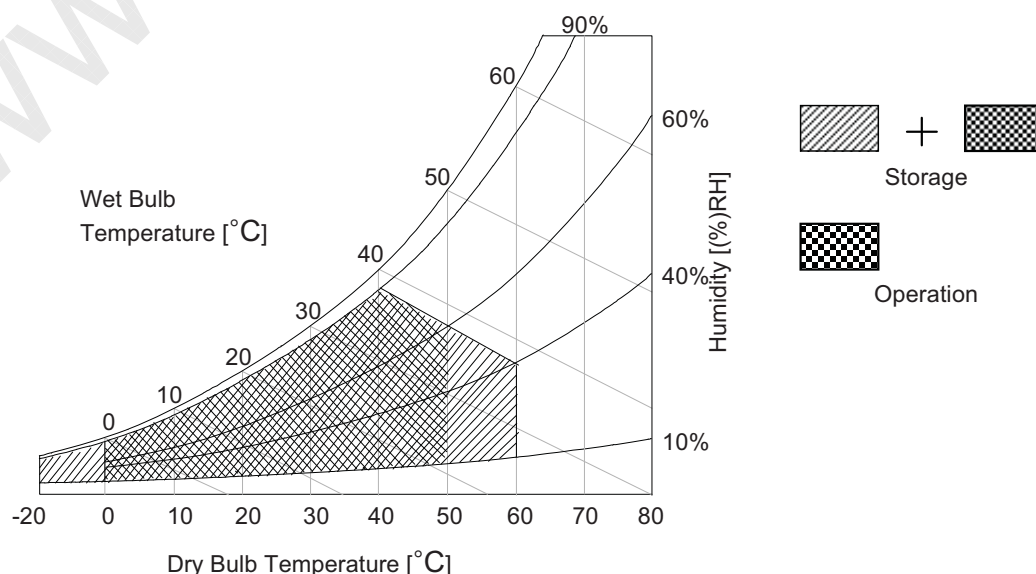 90%
60
60%
50
40
40%
30
20
10
0
10%
Wet Bulb
Temperature [°C]
Humidity [(%)RH]
-20 0 10 20 30 40 50 60 70 80
Dry Bulb Temperature [°C]
+
Storage
Operation